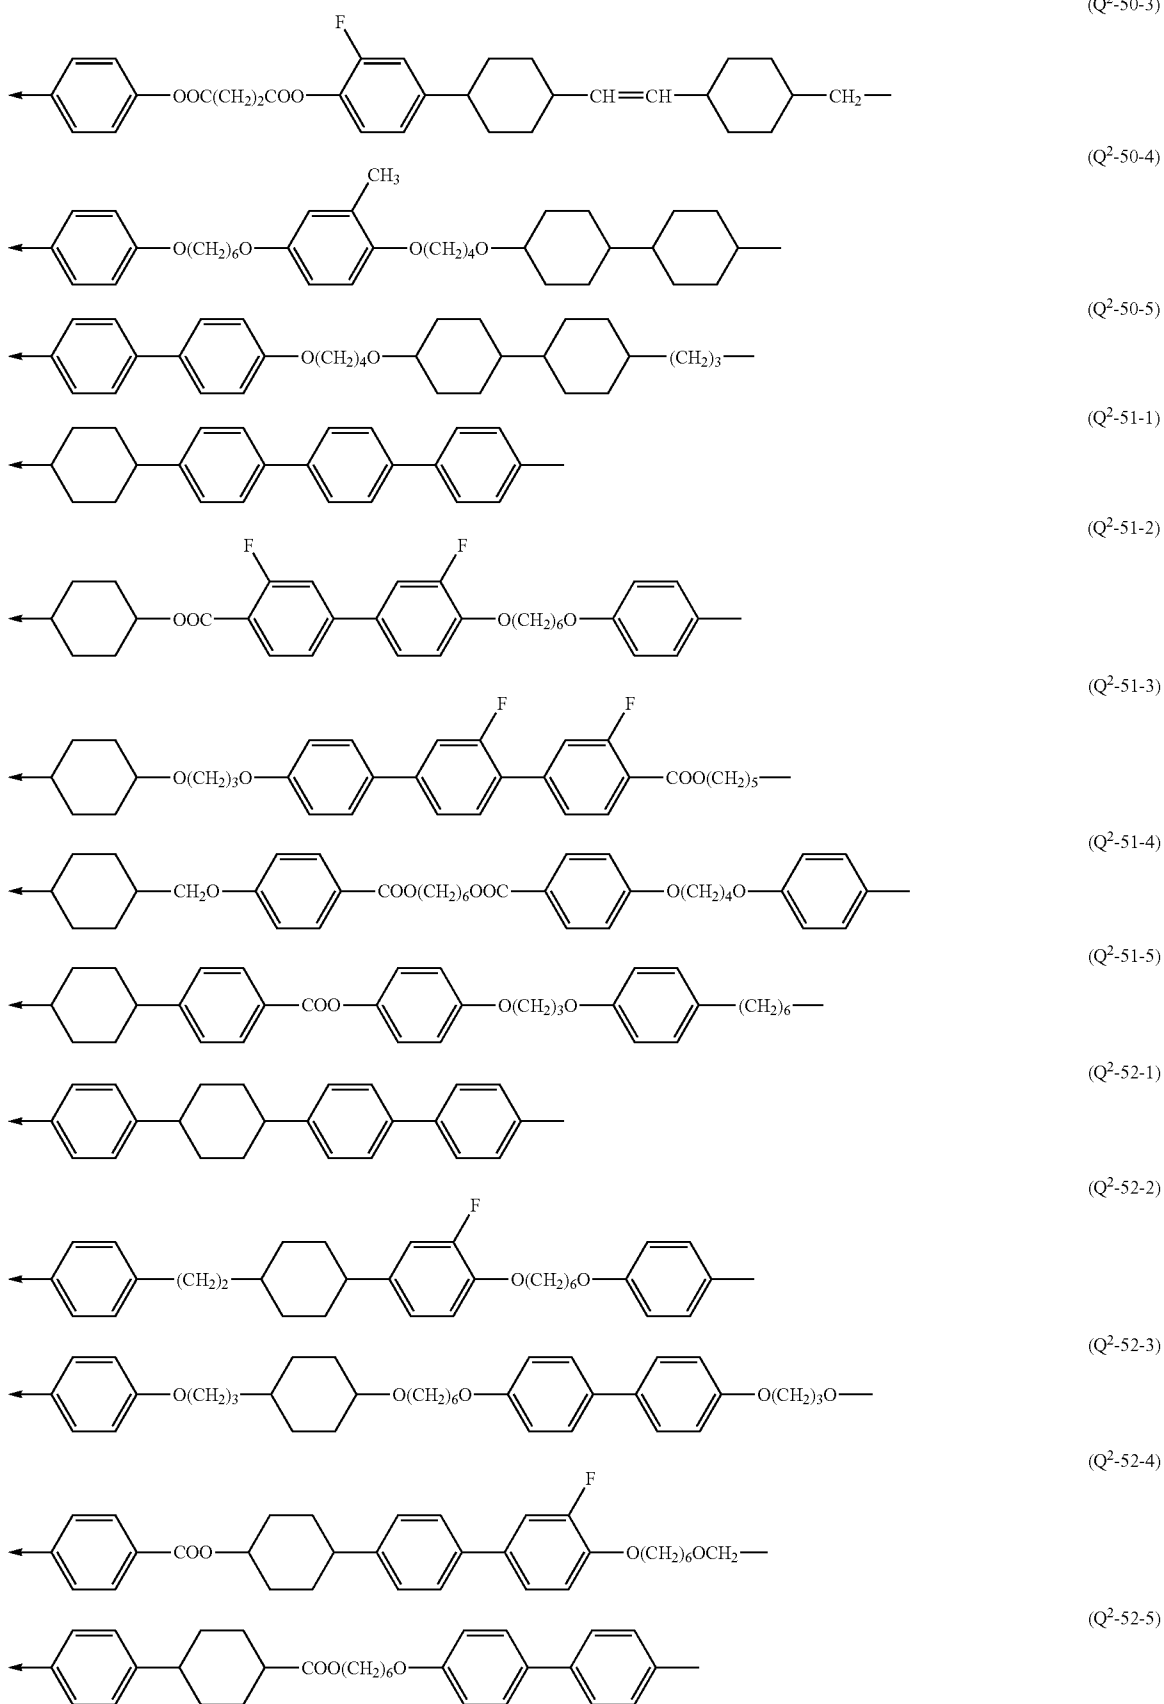 (Q²-50-3)
F
OOC(CH₂)₂COO CH=CH CH₂
(Q²-50-4)
CH₃
O(CH₂)₆O O(CH₂)₄O
(Q²-50-5)
O(CH₂)₄O (CH₂)₃
(Q²-51-1)
(Q²-51-2)
F F
OOC O(CH₂)₆O
(Q²-51-3)
F F
O(CH₂)₃O COO(CH₂)₅
(Q²-51-4)
CH₂O COO(CH₂)₆OOC O(CH₂)₄O
(Q²-51-5)
COO O(CH₂)₃O (CH₂)₆
(Q²-52-1)
(Q²-52-2)
F
(CH₂)₂ O(CH₂)₆O
(Q²-52-3)
O(CH₂)₃ O(CH₂)₆O O(CH₂)₃O
(Q²-52-4)
F
COO O(CH₂)₆OCH₂
(Q²-52-5)
COO(CH₂)₆O